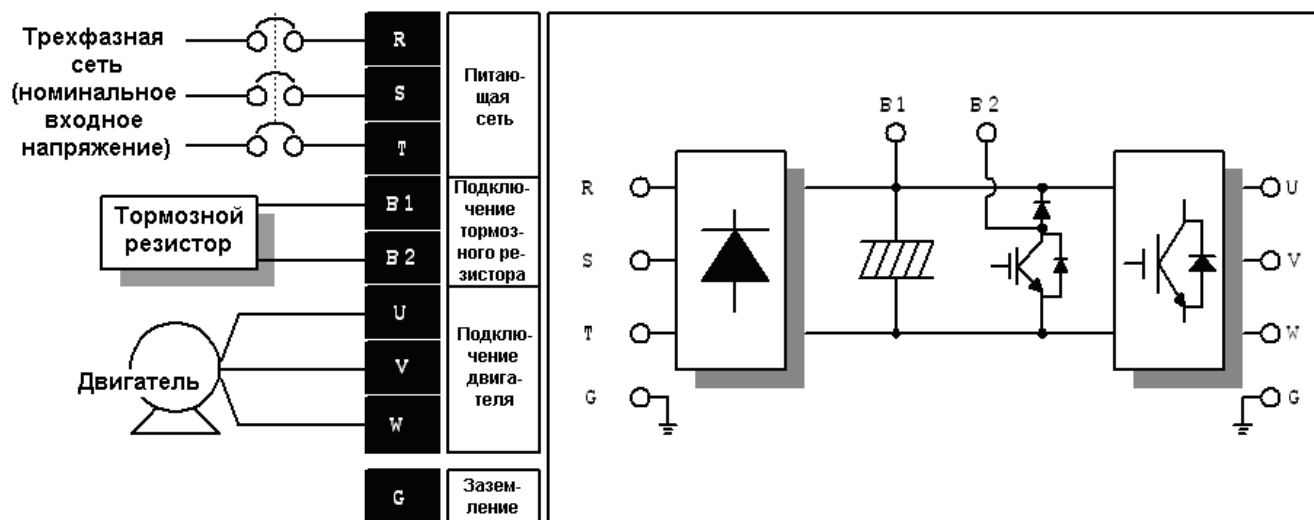 Трехфазная
сеть
(номинальное
входное
напряжение)
R
S
T
Питаю-
щая
сеть
Тормозной
резистор
B1
B2
Подклю-
чение
тормоз-
ного ре-
зистора
Двигатель
U
V
W
Подклю-
чение
двига-
теля
G
Зазем-
ление
B1 B2
R
S
T
G
U
V
W
G